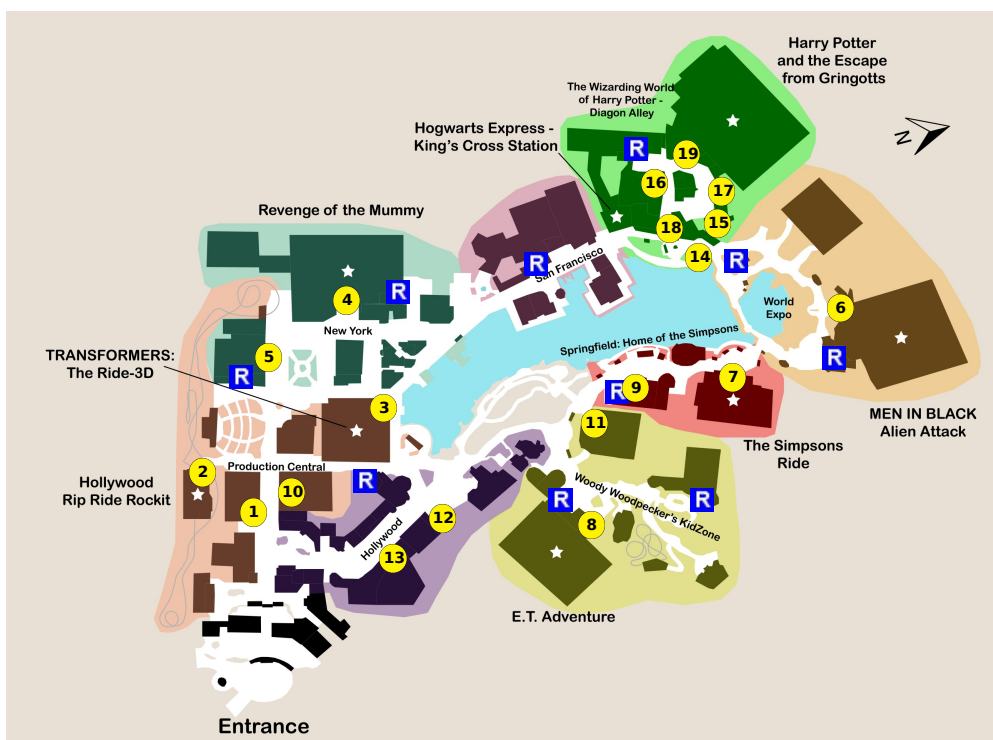 Harry Potter
and the Escape
from Gringotts
The Wizarding World
of Harry Potter -
Diagon Alley
Hogwarts Express -
King's Cross Station
N
R
19
16
17
18
15
14
Revenge of the Mummy
R
San Francisco
R
World
Expo
6
R
4
R
New York
5
R
TRANSFORMERS:
The Ride-3D
3
Springfield: Home of the Simpsons
7
R
9
MEN IN BLACK
Alien Attack
The Simpsons
Ride
11
2
Production Central
Hollywood
Rip Ride Rockit
1
10
R
12
Hollywood
13
Woody Woodpecker's KidZone
R
R
8
E.T. Adventure
Entrance